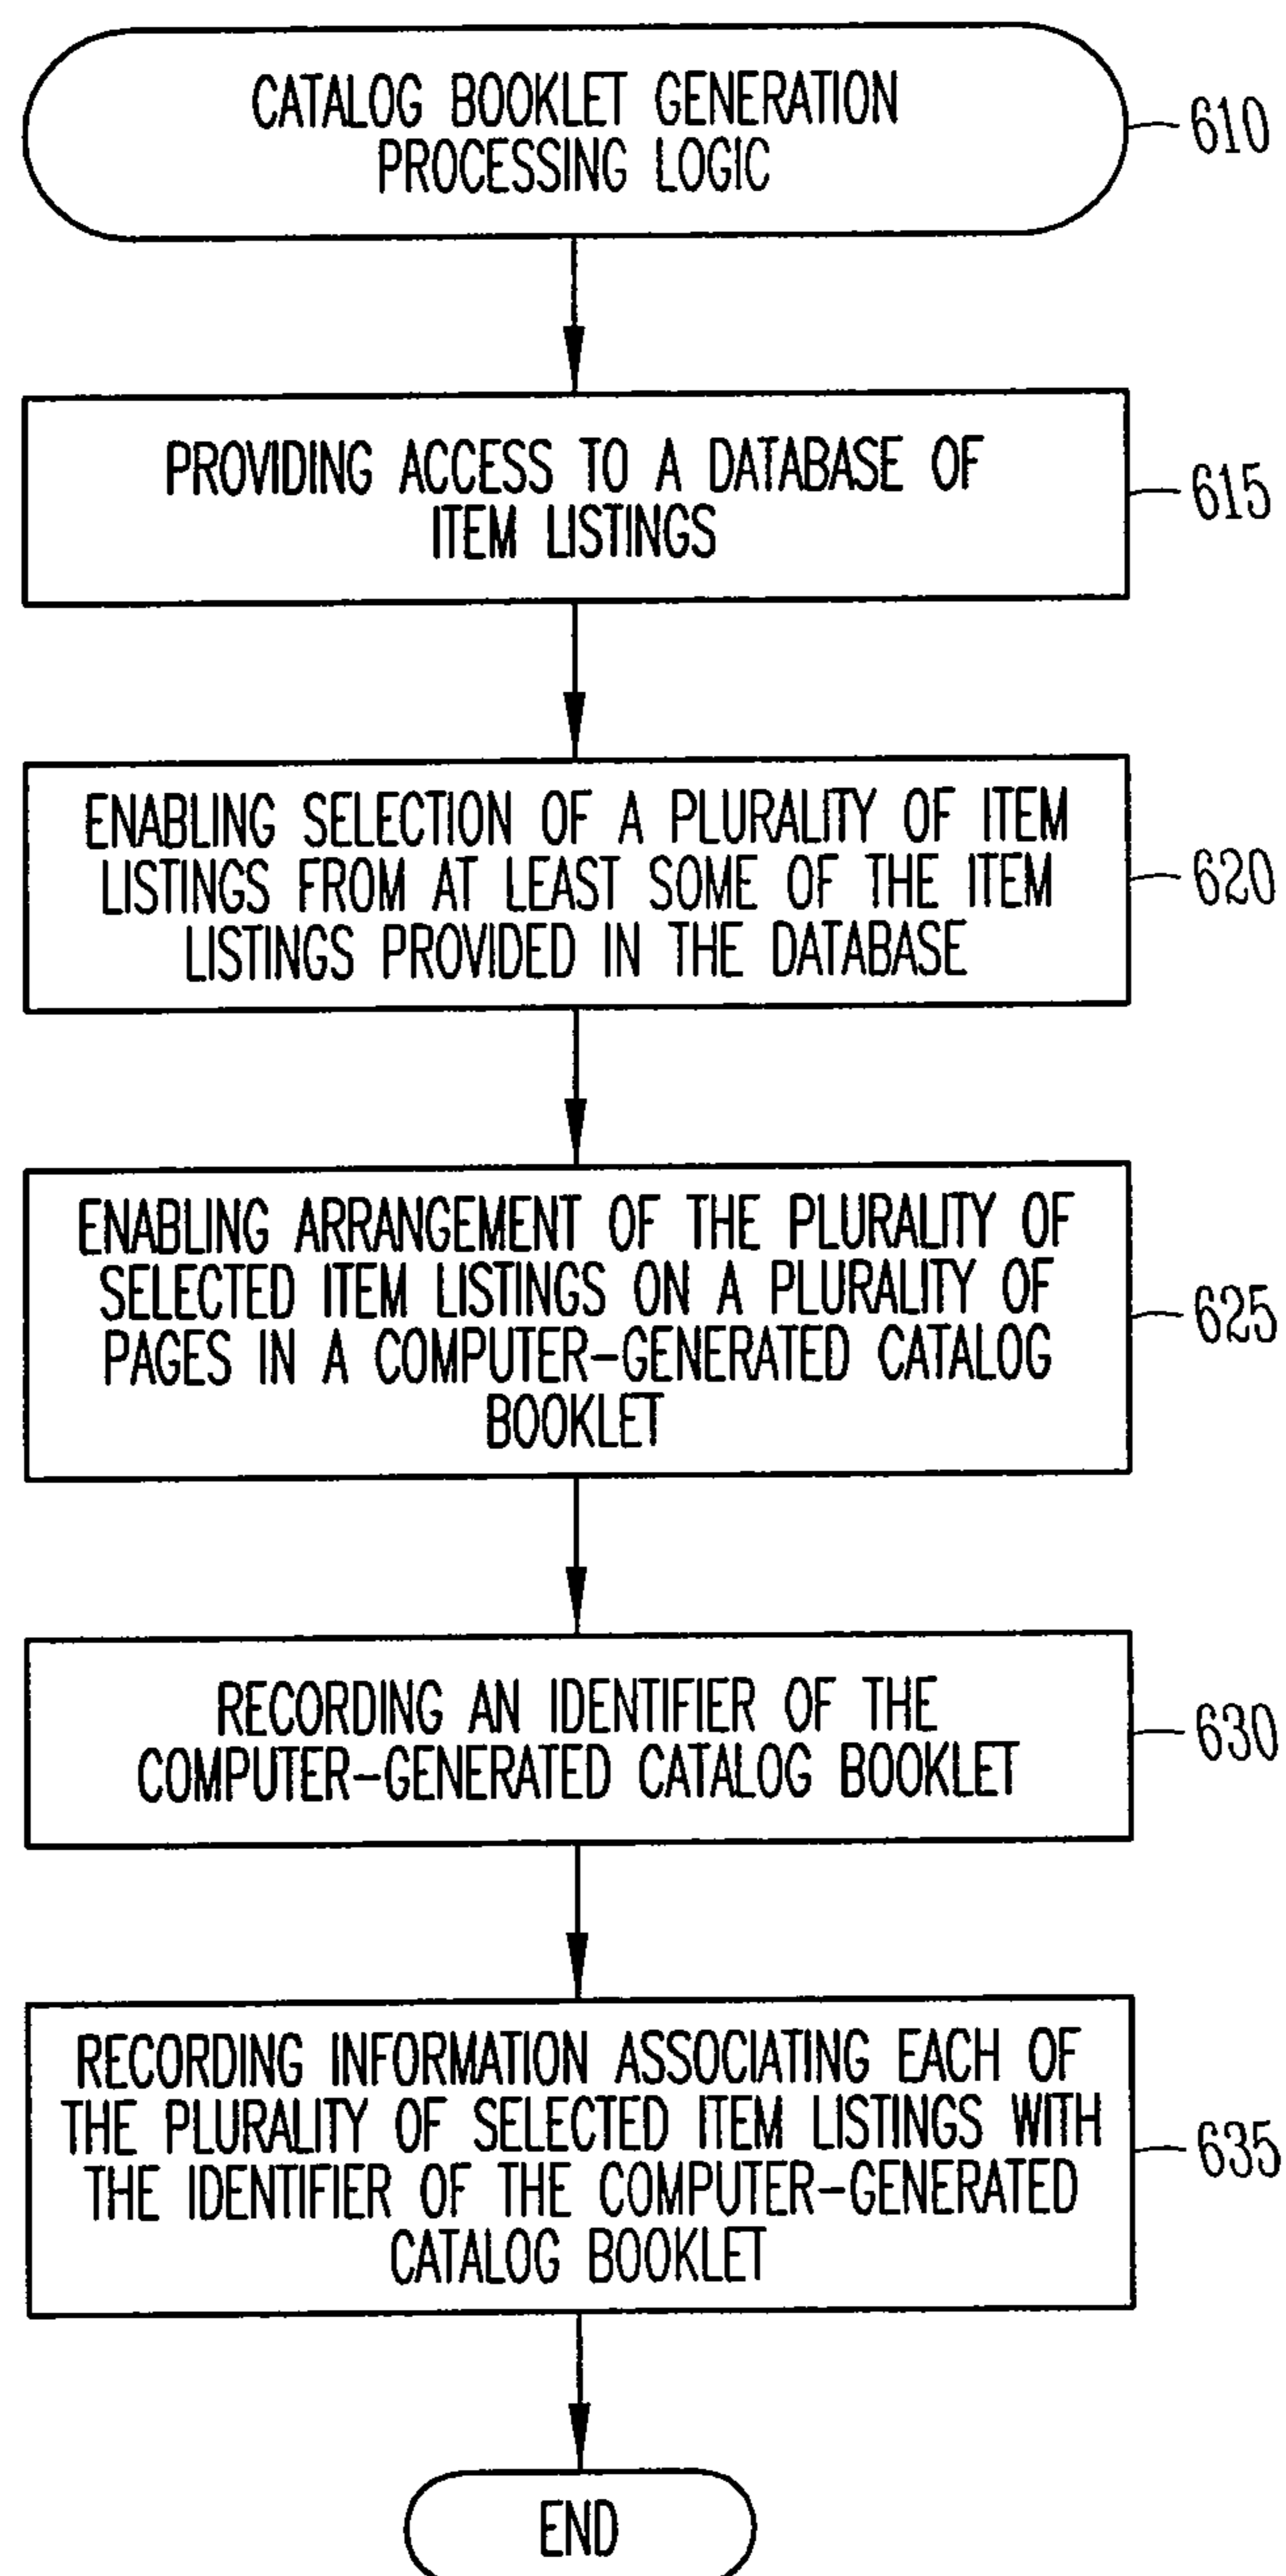 CATALOG BOOKLET GENERATION
PROCESSING LOGIC
610
PROVIDING ACCESS TO A DATABASE OF
ITEM LISTINGS
615
ENABLING SELECTION OF A PLURALITY OF ITEM
LISTINGS FROM AT LEAST SOME OF THE ITEM
LISTINGS PROVIDED IN THE DATABASE
620
ENABLING ARRANGEMENT OF THE PLURALITY OF
SELECTED ITEM LISTINGS ON A PLURALITY OF
PAGES IN A COMPUTER-GENERATED CATALOG
BOOKLET
625
RECORDING AN IDENTIFIER OF THE
COMPUTER-GENERATED CATALOG BOOKLET
630
RECORDING INFORMATION ASSOCIATING EACH OF
THE PLURALITY OF SELECTED ITEM LISTINGS WITH
THE IDENTIFIER OF THE COMPUTER-GENERATED
CATALOG BOOKLET
635
END